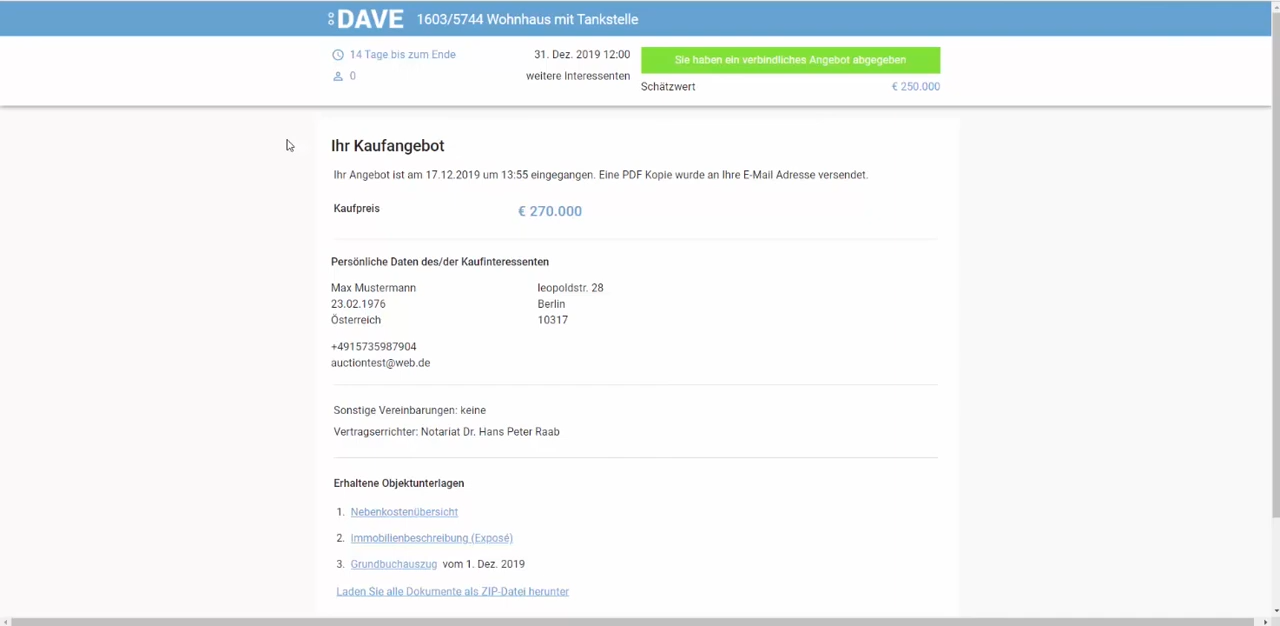 DAVE 1603/5744 Wohnhaus mit Tankstelle
14 Tage bis zum Ende 31. Dez. 2019 12:00 Sie haben ein verbindliches Angebot abgegeben
0 weitere Interessenten
Schätzwert € 250.000
Ihr Kaufangebot
Ihr Angebot ist am 17.12.2019 um 13:55 eingegangen. Eine PDF Kopie wurde an Ihre E-Mail Adresse versendet.
Kaufpreis € 270.000
Persönliche Daten des/der Kaufinteressenten
Max Mustermann leopoldstr. 28
23.02.1976 Berlin
Österreich 10317
+4915735987904
auctiontest@web.de
Sonstige Vereinbarungen: keine
Vertragserrichter: Notariat Dr. Hans Peter Raab
Erhaltene Objektunterlagen
1. Nebenkostenübersicht
2. Immobilienbeschreibung (Exposé)
3. Grundbuchauszug vom 1. Dez. 2019
Laden Sie alle Dokumente als ZIP-Datei herunter